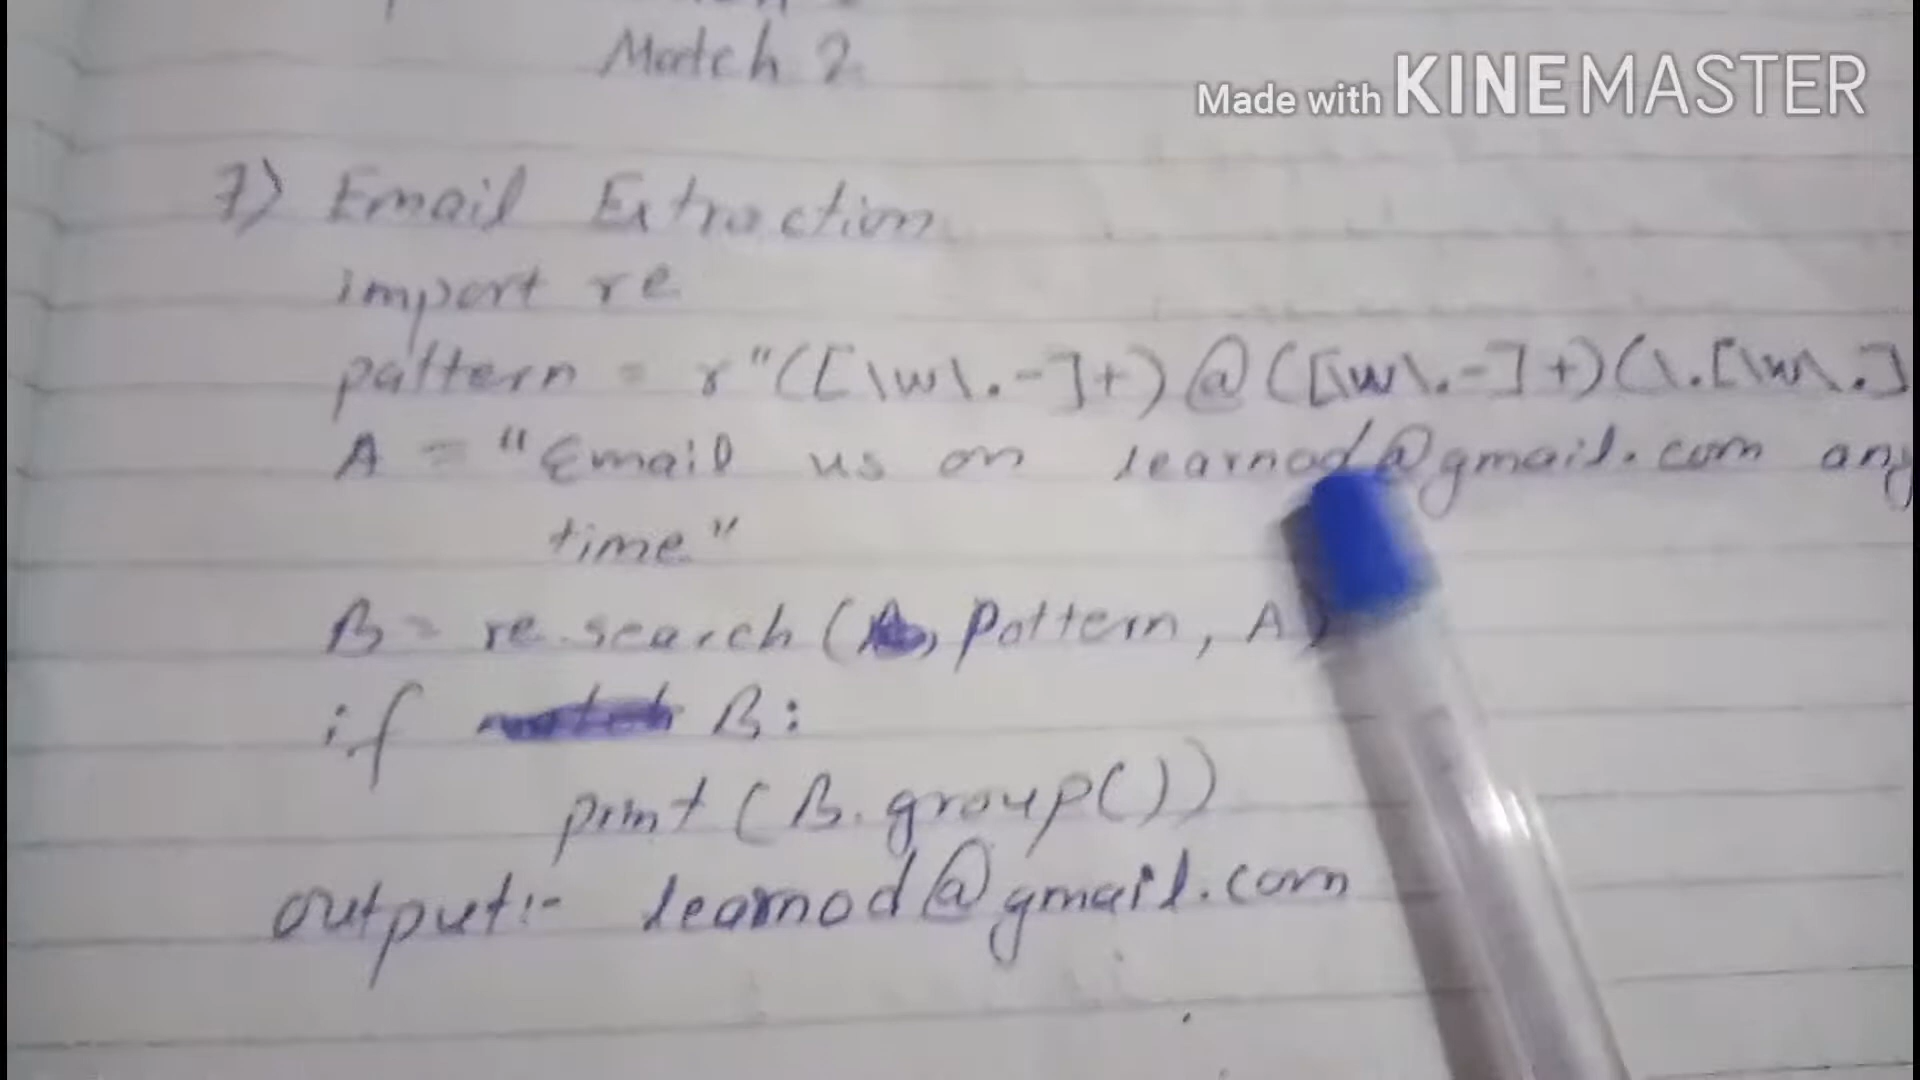 Match 2
Made with KINEMASTER
7) Email Extraction
import re
pattern = r"([\w\.-]+)@([\w\.-]+)(\.[\w\.]
A = "Email us on learnod@gmail.com any
time"
B = re.search(, pattern, A)
if B:
print (B.group())
output:- learnod@gmail.com